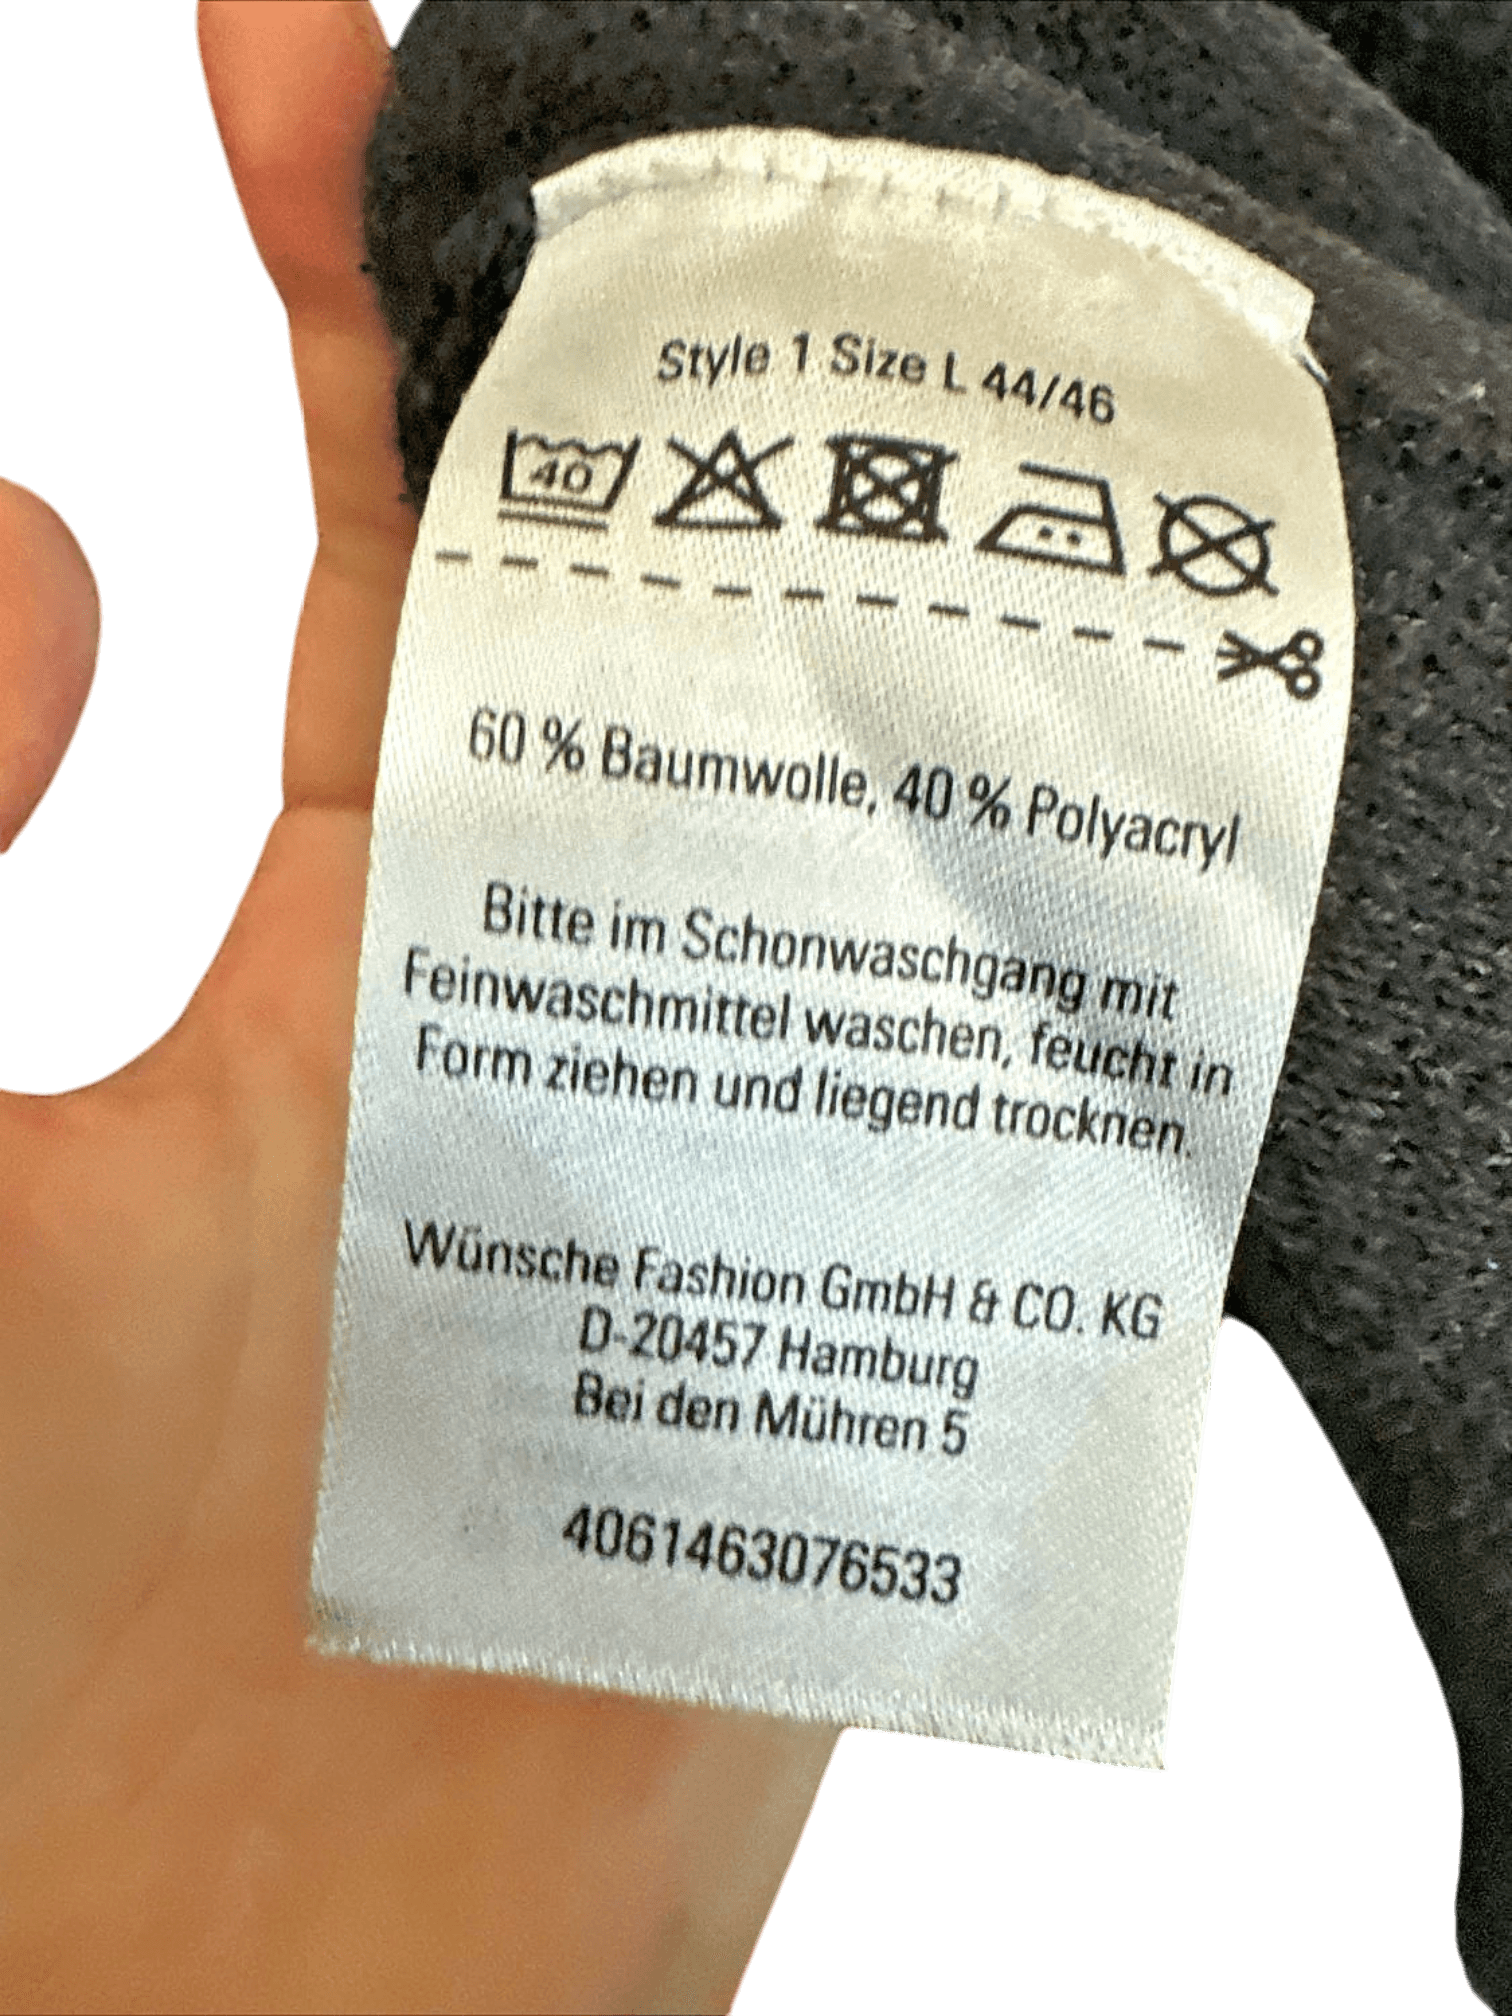 Style 1 Size L 44/46
40
60 % Baumwolle, 40 % Polyacryl
Bitte im Schonwaschgang mit
Feinwaschmittel waschen, feucht in
Form ziehen und liegend trocknen.
Wünsche Fashion GmbH & CO. KG
D-20457 Hamburg
Bei den Mühren 5
4061463076533